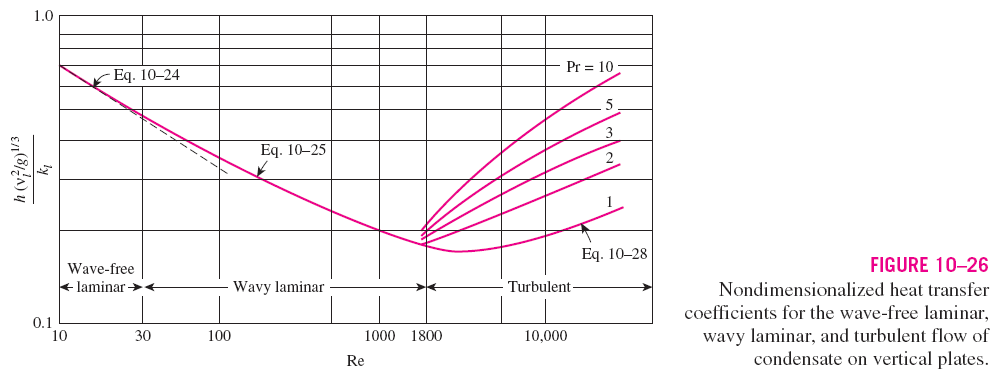 1.0
Pr = 10
Eq. 10–24
5
3
Eq. 10–25
2
h (ν_l^2/g)^{1/3}
k_l
1
Eq. 10–28
Wave-free
laminar
Wavy laminar
Turbulent
0.1
10 30 100 1000 1800 10,000
Re
FIGURE 10–26
Nondimensionalized heat transfer
coefficients for the wave-free laminar,
wavy laminar, and turbulent flow of
condensate on vertical plates.